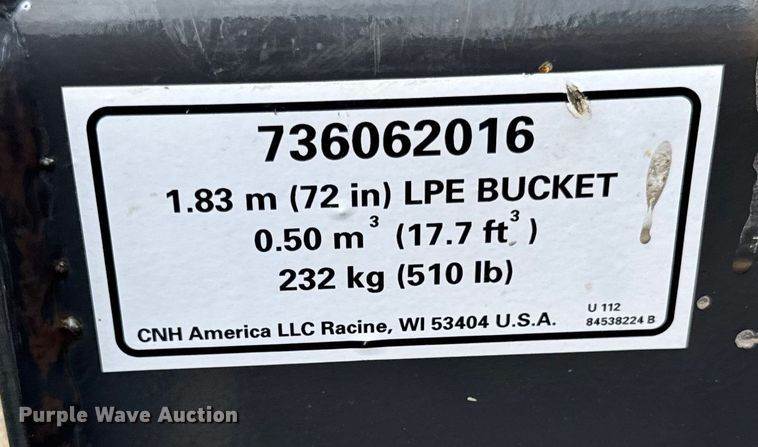 736062016
1.83 m (72 in) LPE BUCKET
0.50 m³ (17.7 ft³)
232 kg (510 lb)
CNH America LLC Racine, WI 53404 U.S.A.
U 112
84538224 B
Purple Wave Auction